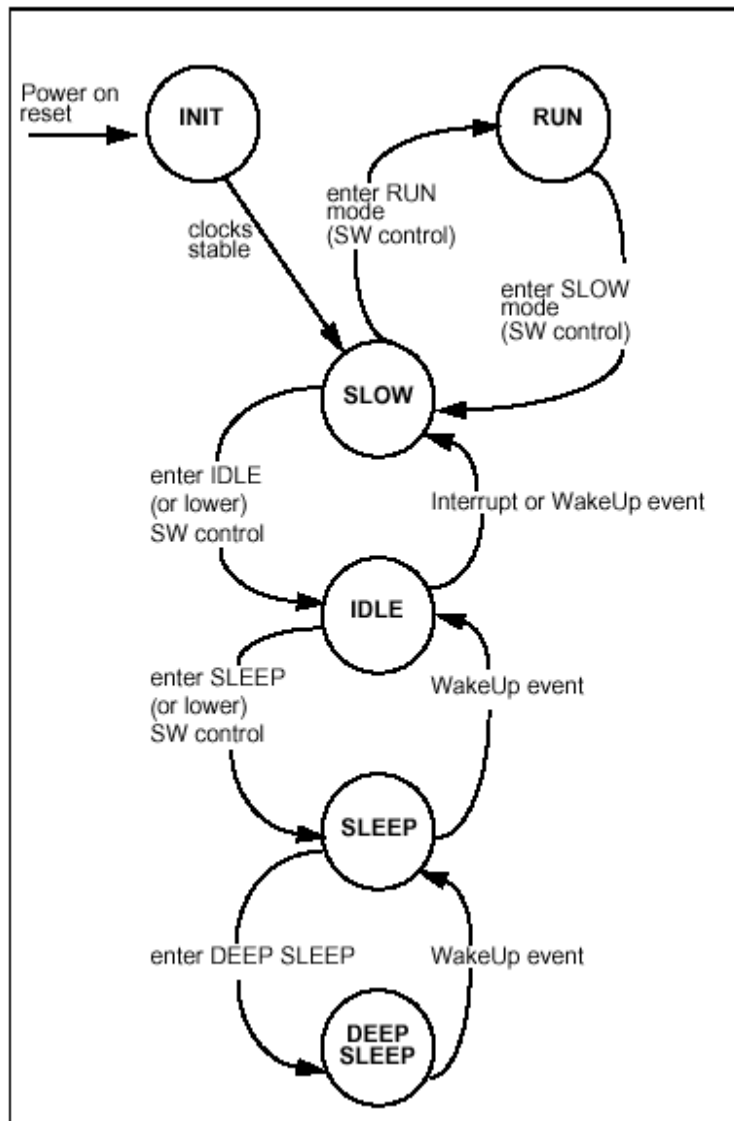 Power on
reset
INIT
RUN
clocks
stable
enter RUN
mode
(SW control)
enter SLOW
mode
(SW control)
SLOW
enter IDLE
(or lower)
SW control
Interrupt or WakeUp event
IDLE
enter SLEEP
(or lower)
SW control
WakeUp event
SLEEP
enter DEEP SLEEP
WakeUp event
DEEP
SLEEP